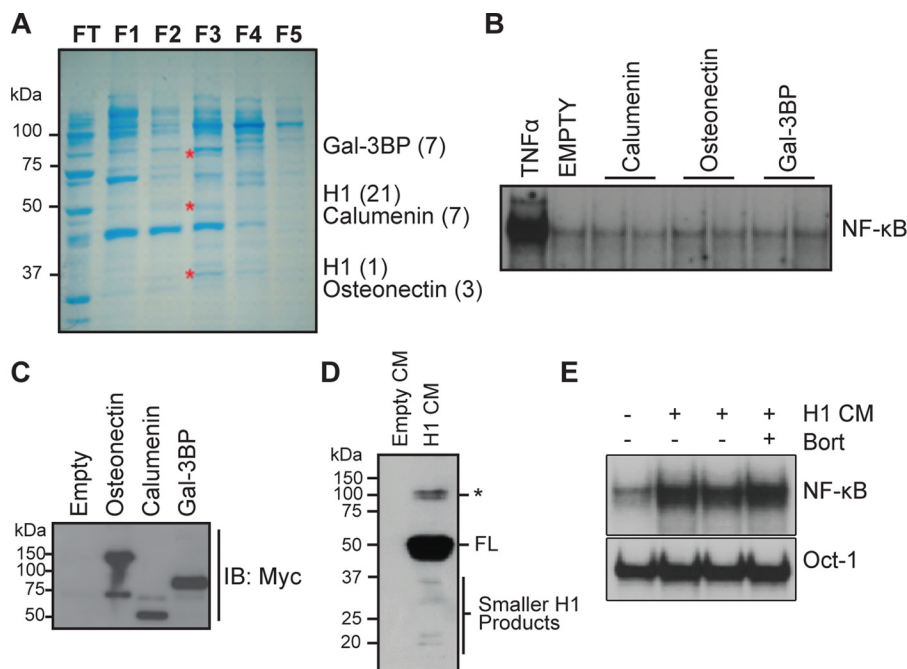 A
FT F1 F2 F3 F4 F5
kDa
100
75
50
37
*
*
*
Gal-3BP (7)
H1 (21)
Calumenin (7)
H1 (1)
Osteonectin (3)
B
TNFα
EMPTY
Calumenin
Osteonectin
Gal-3BP
NF-κB
C
Empty
Osteonectin
Calumenin
Gal-3BP
kDa
150
100
75
50
IB: Myc
D
Empty CM
H1 CM
kDa
150
100
75
50
37
25
20
*
FL
Smaller H1
Products
E
- + + + H1 CM
- - - + Bort
NF-κB
Oct-1